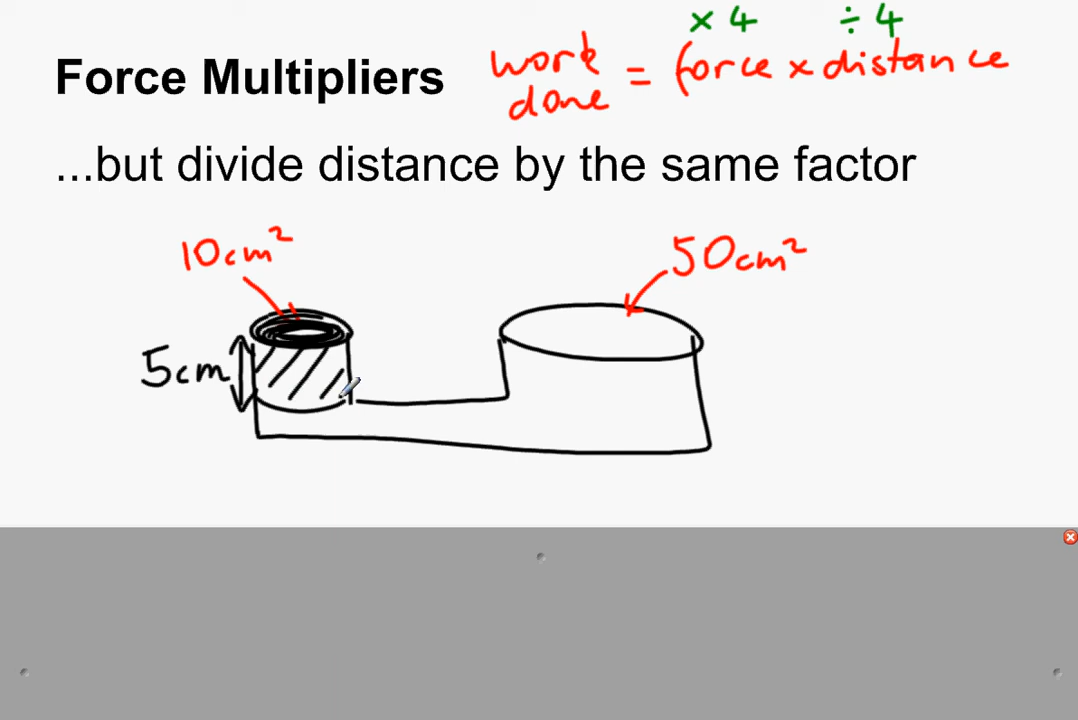 × 4 ÷ 4
Force Multipliers
work done = force × distance
...but divide distance by the same factor
10cm²
50cm²
5cm